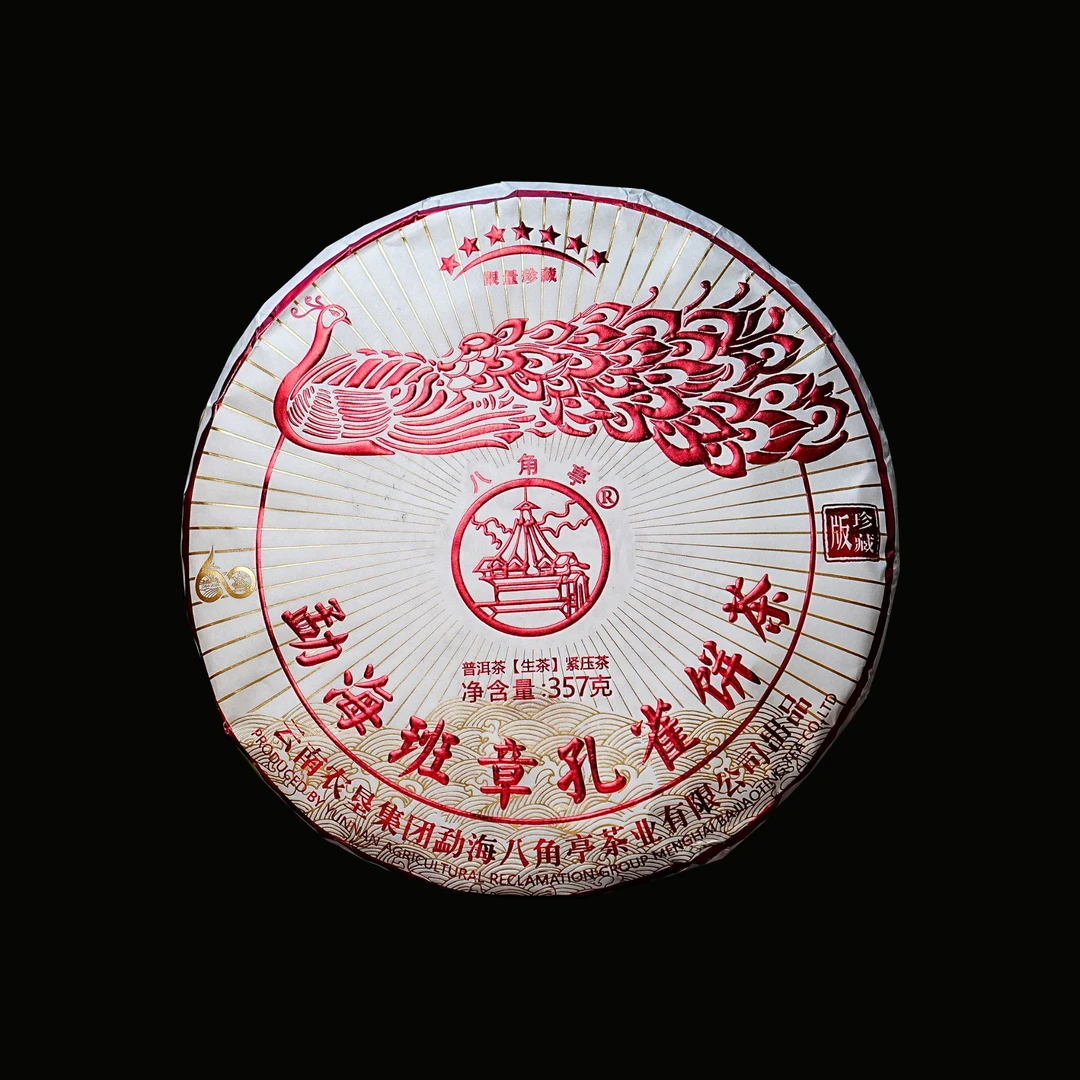 限量珍藏
八角亭®
珍藏版
普洱茶【生茶】紧压茶
净含量:357克
勐海班章孔雀饼茶
云南农垦集团勐海八角亭茶业有限公司出品
PRODUCED BY YUNNAN AGRICULTURAL RECLAMATION GROUP MENGHAI BAJIAOTING TEA CO.,LTD